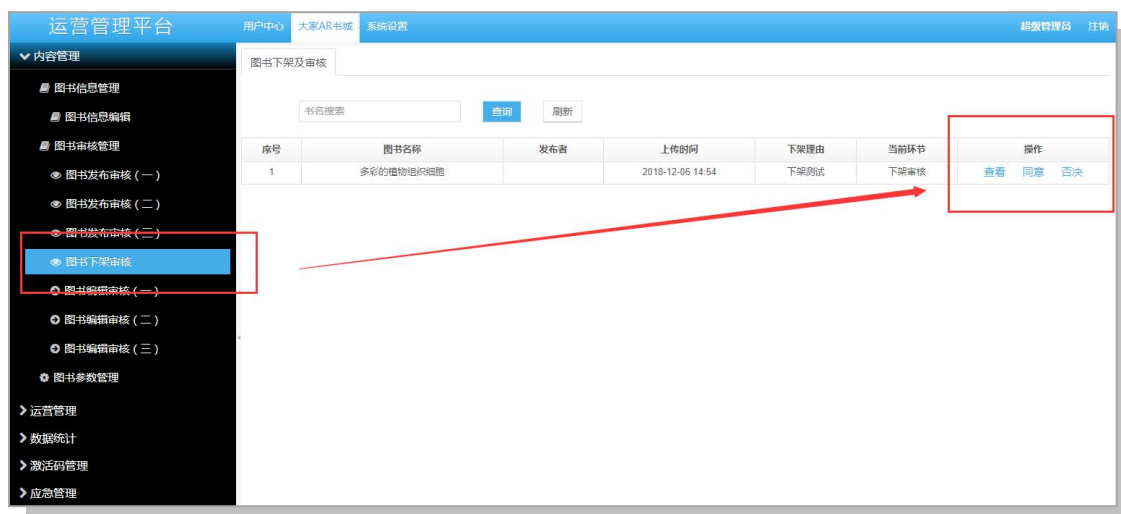 运营管理平台 用户中心 大家AR书城 系统设置 超级管理员 注销
内容管理
图书信息管理
图书信息编辑
图书审核管理
图书发布审核(一)
图书发布审核(二)
图书发布审核(三)
图书下架审核
图书编辑审核(一)
图书编辑审核(二)
图书编辑审核(三)
图书参数管理
运营管理
数据统计
激活码管理
应急管理
图书下架及审核
书名搜索 查询 刷新
序号 图书名称 发布者 上传时间 下架理由 当前环节 操作
1 多彩的植物组织细胞 2018-12-06 14:54 下架测试 下架审核 查看 同意 否决